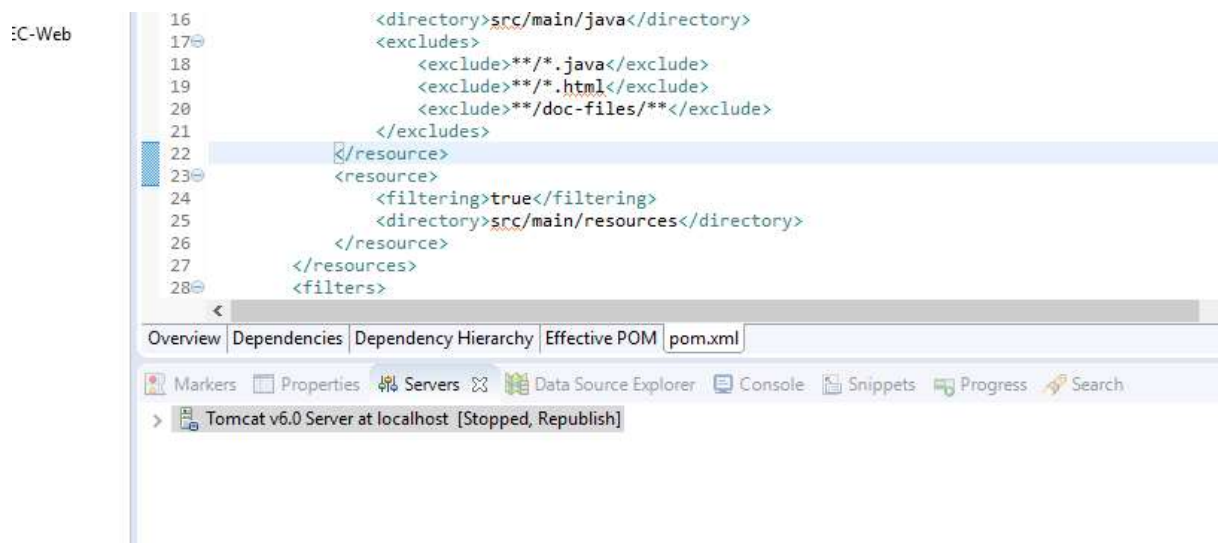 EC-Web
16 <directory>src/main/java</directory>
17 <excludes>
18 <exclude>**/*.java</exclude>
19 <exclude>**/*.html</exclude>
20 <exclude>**/doc-files/**</exclude>
21 </excludes>
22 </resource>
23 <resource>
24 <filtering>true</filtering>
25 <directory>src/main/resources</directory>
26 </resource>
27 </resources>
28 <filters>
Overview Dependencies Dependency Hierarchy Effective POM pom.xml
Markers Properties Servers Data Source Explorer Console Snippets Progress Search
Tomcat v6.0 Server at localhost [Stopped, Republish]